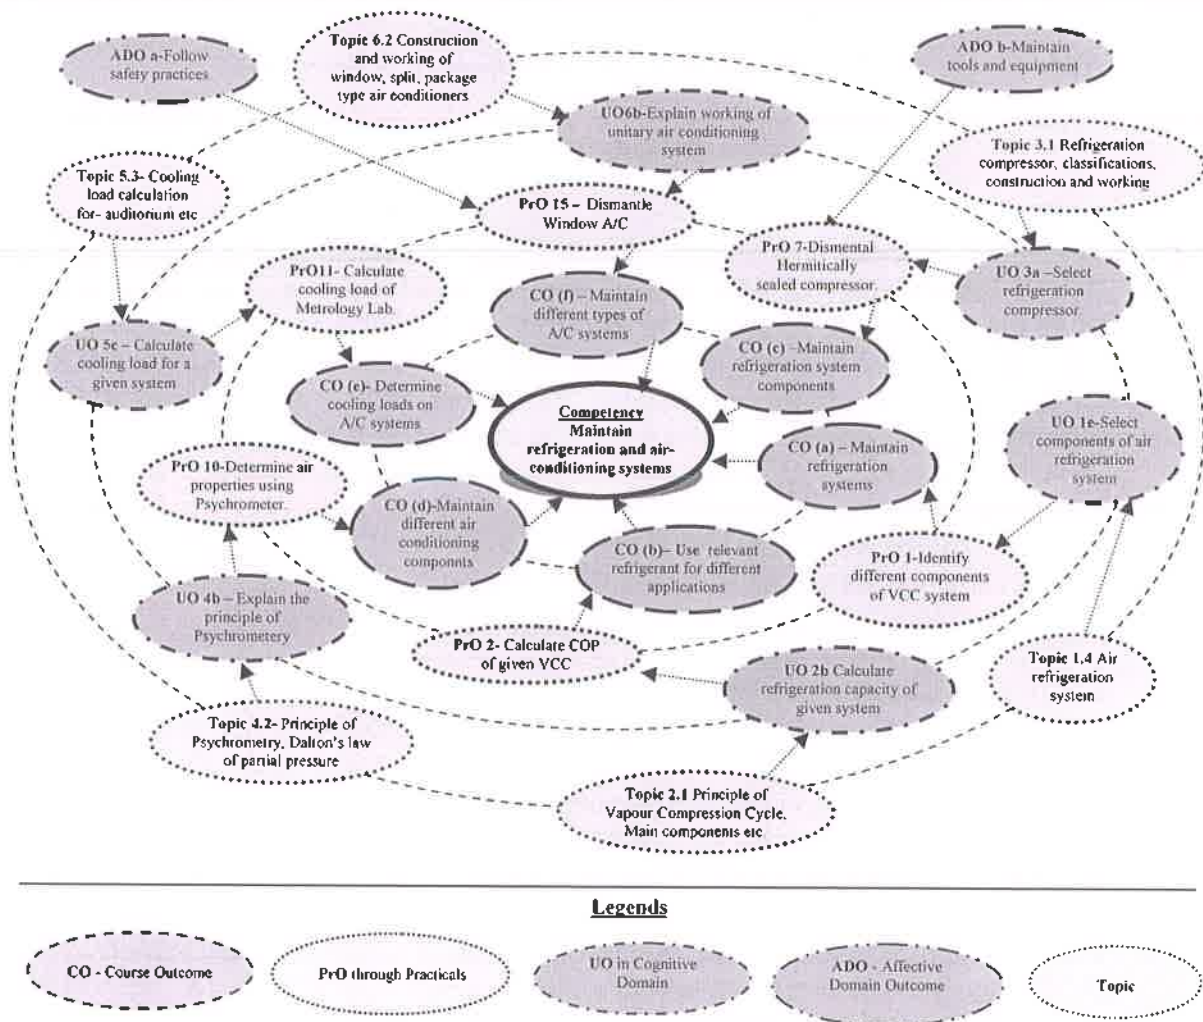 ADO a-Follow
safety practices
Topic 6.2 Construction
and working of
window, split, package
type air conditioners
ADO b-Maintain
tools and equipment
UO6b-Explain working of
unitary air conditioning
system
Topic 3.1 Refrigeration
compressor, classifications,
construction and working
Topic 5.3- Cooling
load calculation
for- auditorium etc
PrO 15 – Dismantle
Window A/C
PrO 7-Dismental
Hermitically
sealed compressor.
UO 3a –Select
refrigeration
compressor.
PrO11- Calculate
cooling load of
Metrology Lab.
CO (f) – Maintain
different types of
A/C systems
UO 5c – Calculate
cooling load for a
given system
CO (c) –Maintain
refrigeration system
components
CO (e)- Determine
cooling loads on
A/C systems
Competency
Maintain
refrigeration and air-
conditioning systems
UO 1e-Select
components of air
refrigeration
system
CO (a) – Maintain
refrigeration
systems
PrO 10-Determine air
properties using
Psychrometer.
CO (d)-Maintain
different air
conditioning
componnts
CO (b)– Use relevant
refrigerant for different
applications
PrO 1-Identify
different components
of VCC system
UO 4b – Explain the
principle of
Psychrometery
PrO 2- Calculate COP
of given VCC
UO 2b Calculate
refrigeration capacity of
given system
Topic 1.4 Air
refrigeration
system
Topic 4.2- Principle of
Psychrometry, Dalton's law
of partial pressure
Topic 2.1 Principle of
Vapour Compression Cycle,
Main components etc.
Legends
CO - Course Outcome
PrO through Practicals
UO in Cognitive
Domain
ADO - Affective
Domain Outcome
Topic